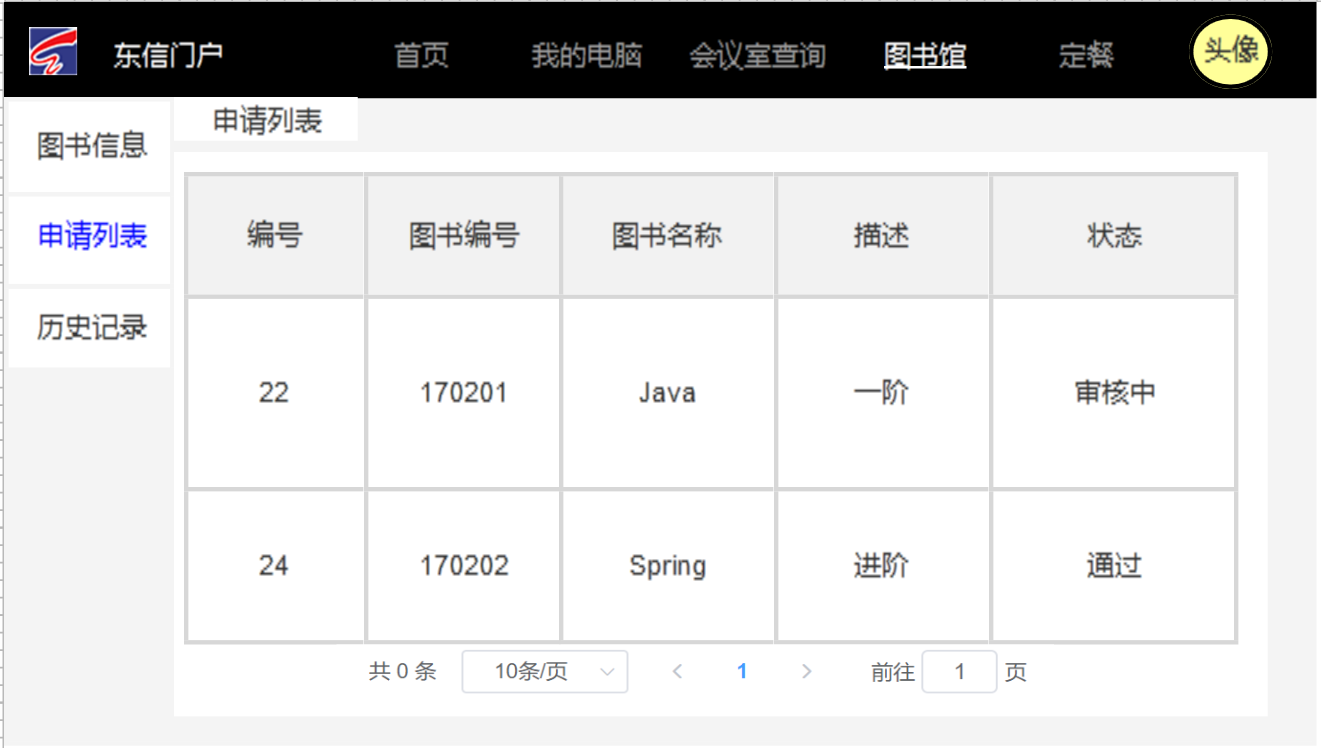 东信门户 首页 我的电脑 会议室查询 图书馆 定餐 头像
图书信息
申请列表
历史记录
申请列表
编号 图书编号 图书名称 描述 状态
22 170201 Java 一阶 审核中
24 170202 Spring 进阶 通过
共 0 条 10条/页 1 前往 1 页